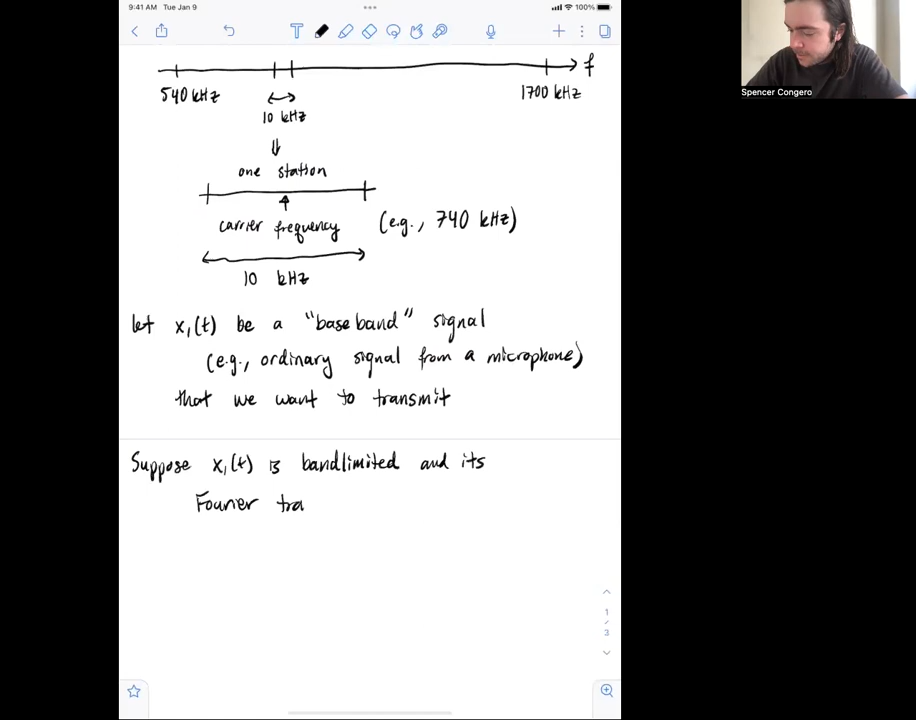 9:41 AM Tue Jan 9
100%
540 kHz
1700 kHz
f
10 kHz
⇓
one station
carrier frequency (e.g., 740 kHz)
10 kHz
let x₁(t) be a "baseband" signal
(e.g., ordinary signal from a microphone)
that we want to transmit
Suppose x₁(t) is bandlimited and its
Fourier tra
1
/
3
Spencer Congero